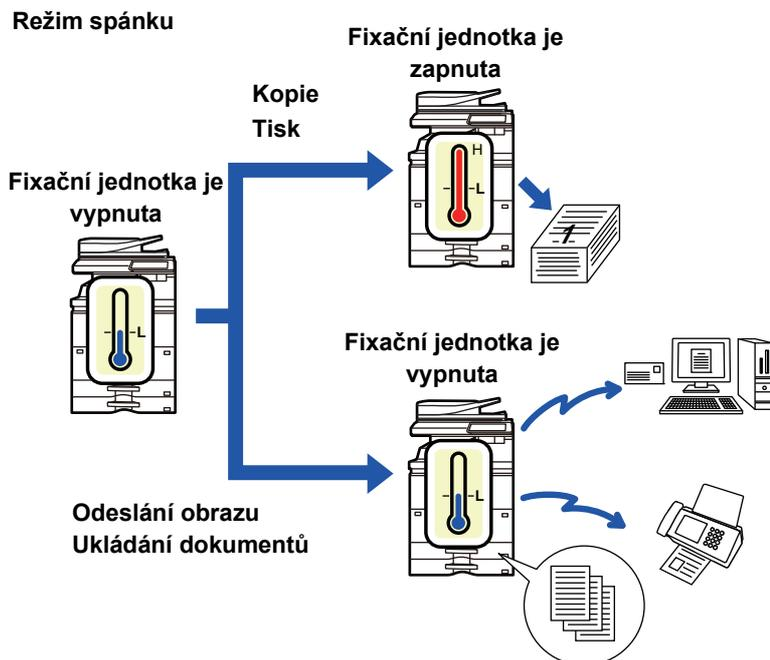 Režim spánku
Fixační jednotka je
zapnuta
Kopie
Tisk
H
L
1
Fixační jednotka je
vypnuta
L
Fixační jednotka je
vypnuta
L
Odeslání obrazu
Ukládání dokumentů